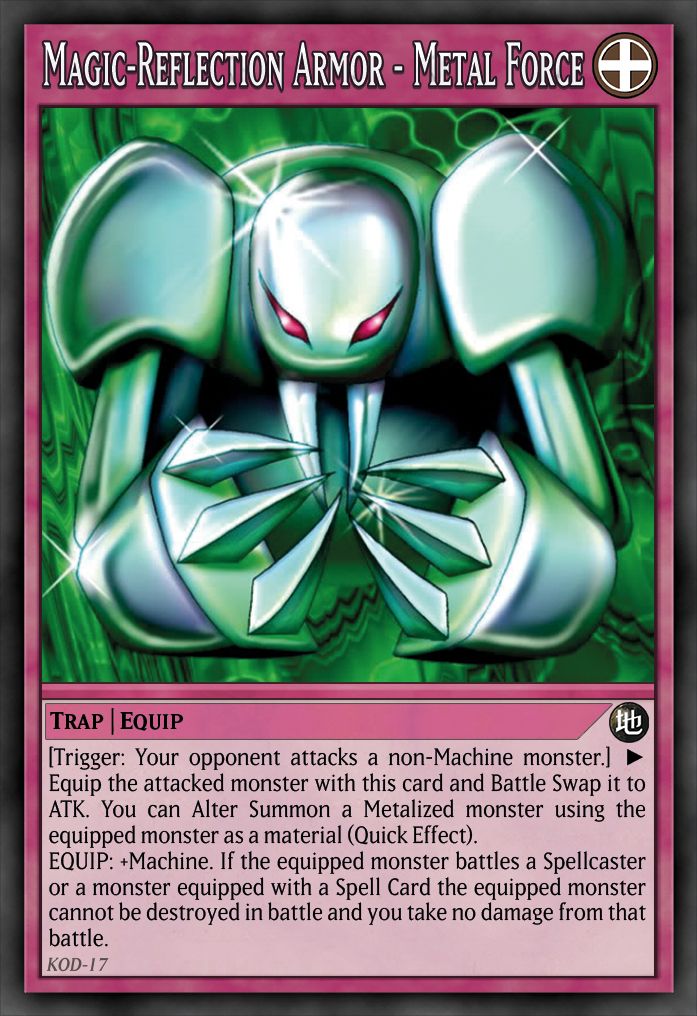 Magic-Reflection Armor - Metal Force
Trap | Equip
地
[Trigger: Your opponent attacks a non-Machine monster.] ►
Equip the attacked monster with this card and Battle Swap it to
ATK. You can Alter Summon a Metalized monster using the
equipped monster as a material (Quick Effect).
EQUIP: +Machine. If the equipped monster battles a Spellcaster
or a monster equipped with a Spell Card the equipped monster
cannot be destroyed in battle and you take no damage from that
battle.
KOD-17